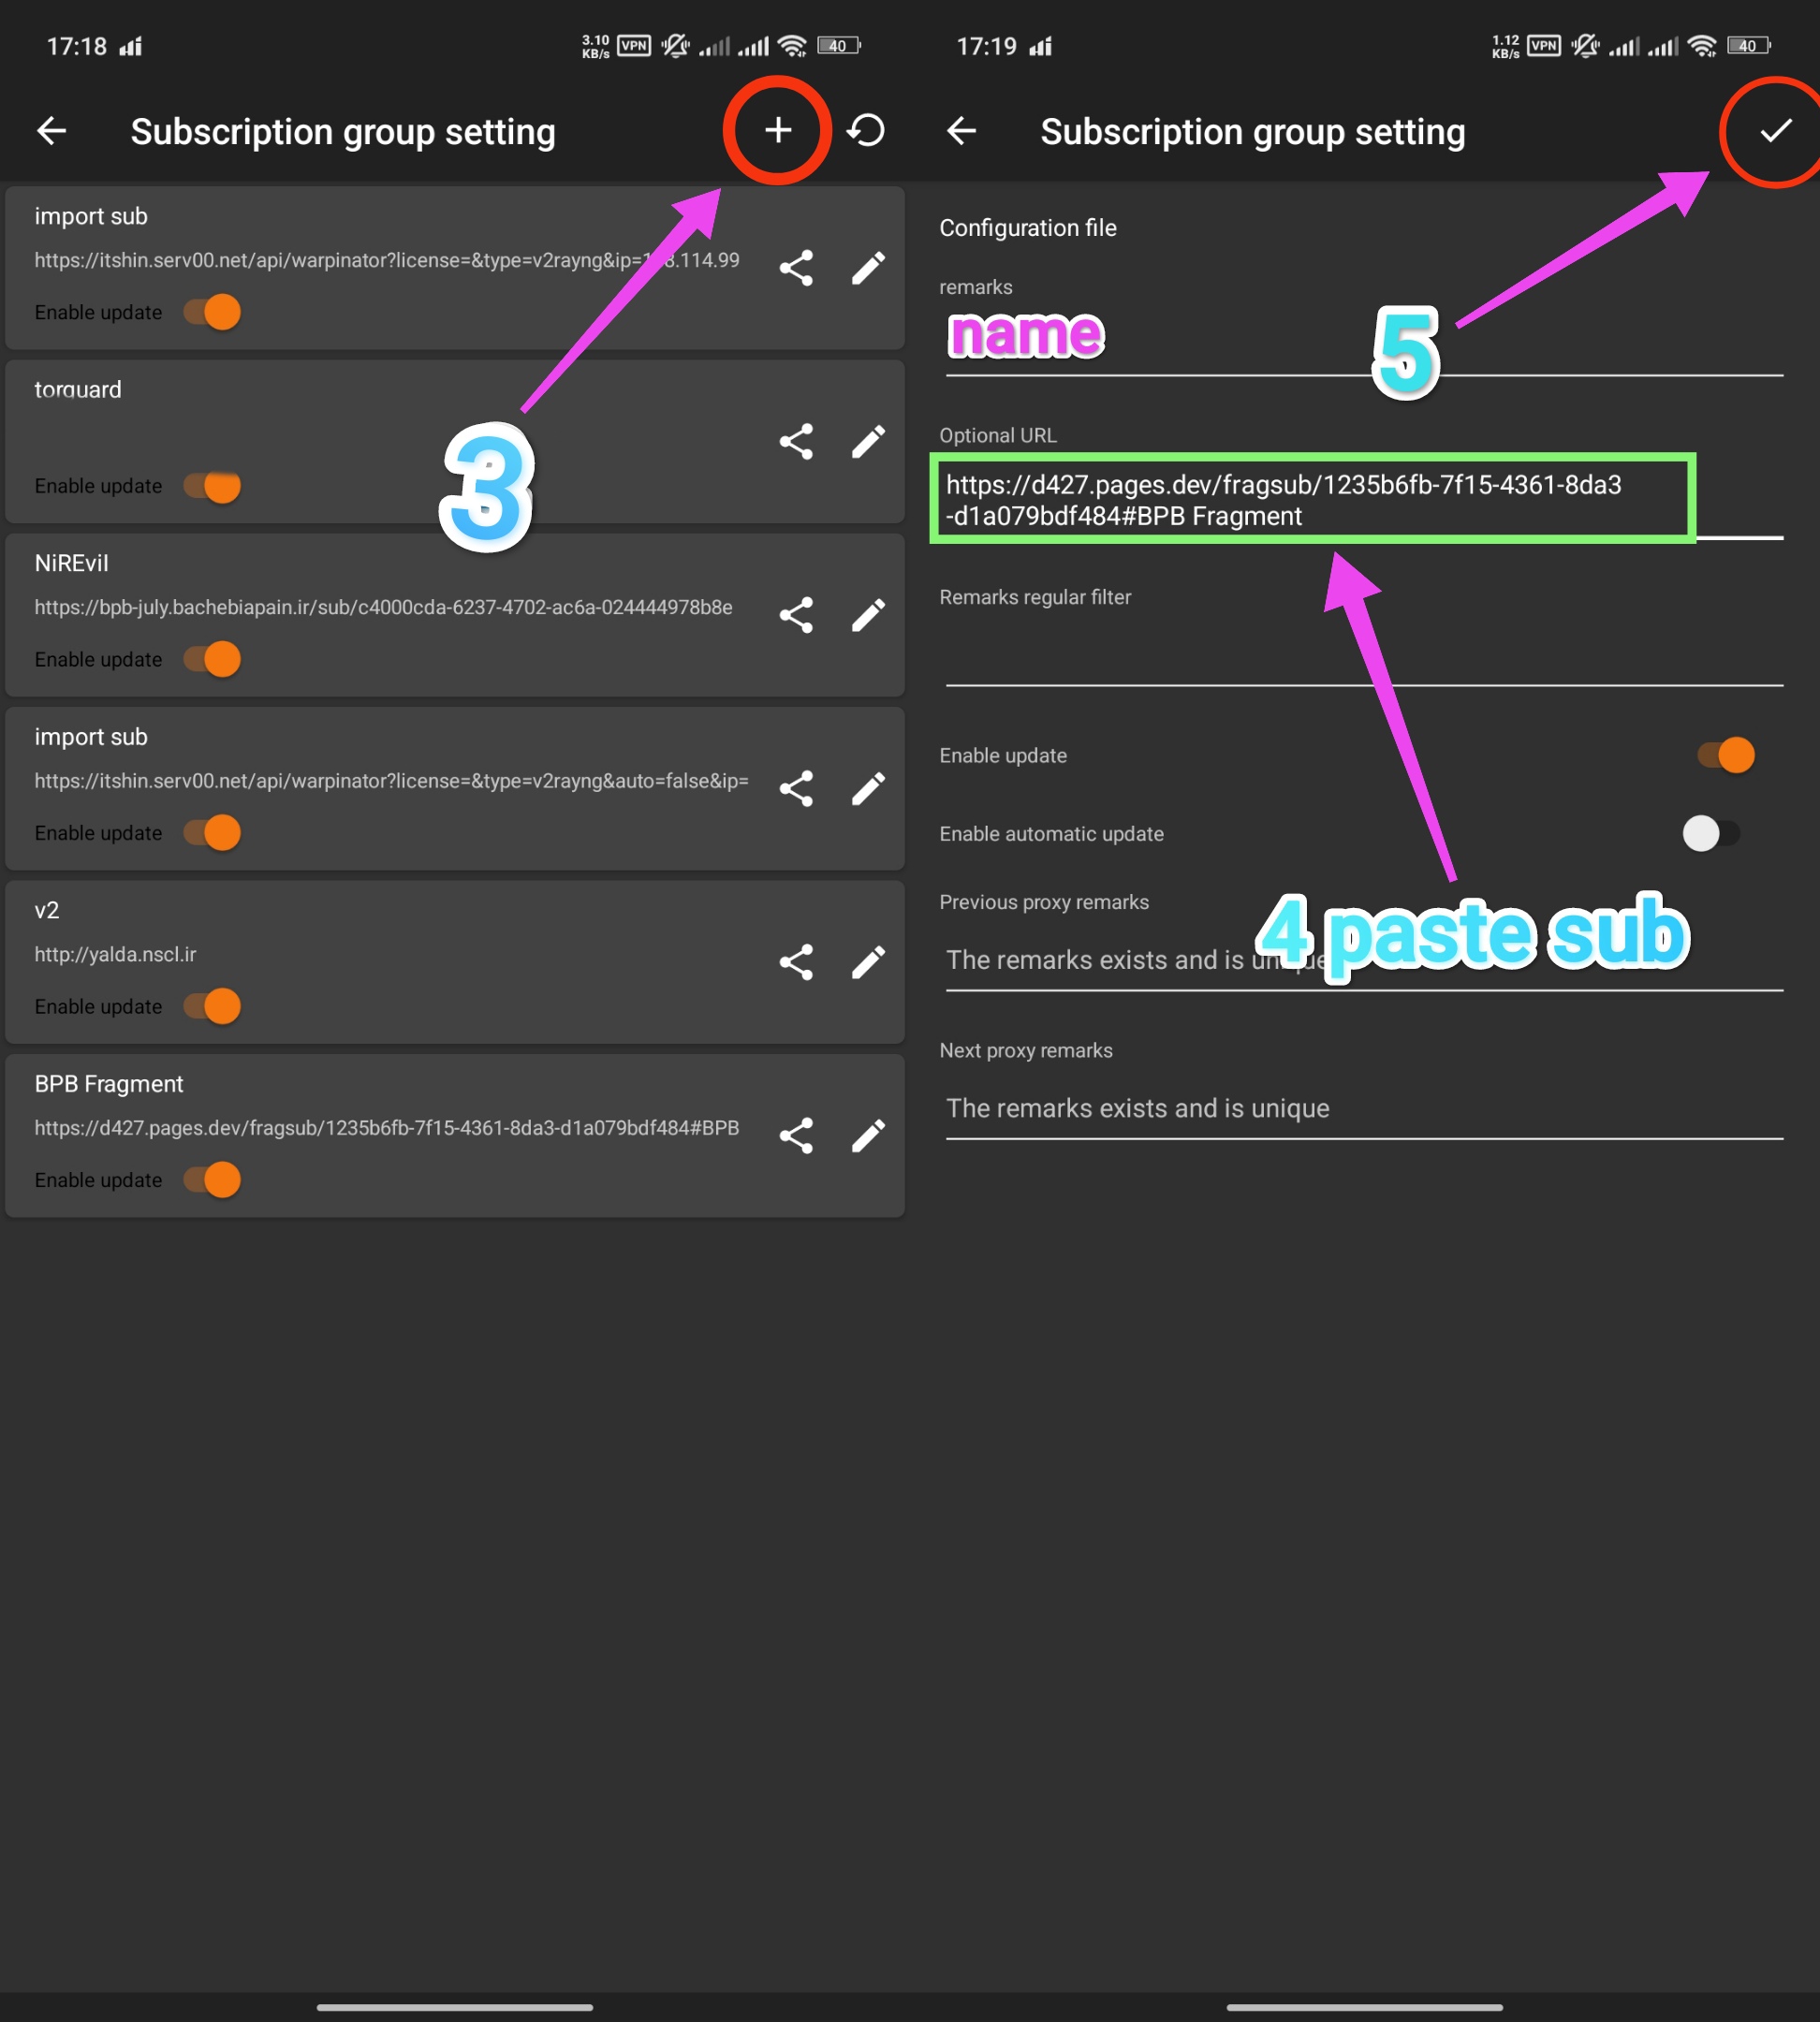 17:18
3.10
KB/s
VPN
40
Subscription group setting
import sub
https://itshin.serv00.net/api/warpinator?license=&type=v2rayng&ip=1 8.114.99
Enable update
torguard
Enable update
3
NiREvil
https://bpb-july.bachebiapain.ir/sub/c4000cda-6237-4702-ac6a-024444978b8e
Enable update
import sub
https://itshin.serv00.net/api/warpinator?license=&type=v2rayng&auto=false&ip=
Enable update
v2
http://yalda.nscl.ir
Enable update
BPB Fragment
https://d427.pages.dev/fragsub/1235b6fb-7f15-4361-8da3-d1a079bdf484#BPB
Enable update
17:19
1.12
KB/s
VPN
40
Subscription group setting
Configuration file
remarks
name
5
Optional URL
https://d427.pages.dev/fragsub/1235b6fb-7f15-4361-8da3
-d1a079bdf484#BPB Fragment
Remarks regular filter
Enable update
Enable automatic update
Previous proxy remarks
4 paste sub
The remarks exists and is unique
Next proxy remarks
The remarks exists and is unique